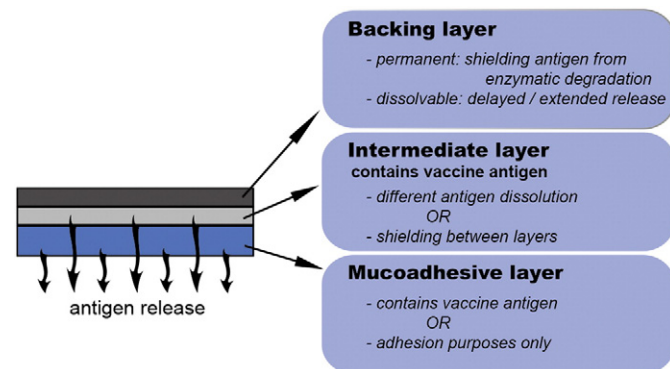 Backing layer
- permanent: shielding antigen from
enzymatic degradation
- dissolvable: delayed / extended release
Intermediate layer
contains vaccine antigen
- different antigen dissolution
OR
- shielding between layers
Mucoadhesive layer
- contains vaccine antigen
OR
- adhesion purposes only
antigen release